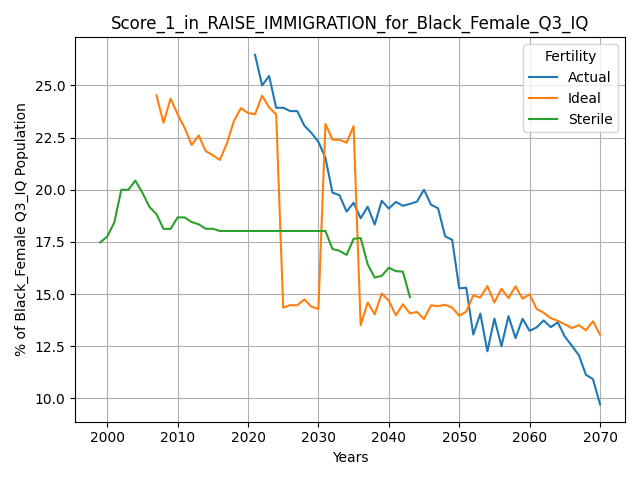 Score_1_in_RAISE_IMMIGRATION_for_Black_Female_Q3_IQ
% of Black_Female Q3_IQ Population
25.0
22.5
20.0
17.5
15.0
12.5
10.0
Fertility
Actual
Ideal
Sterile
2000 2010 2020 2030 2040 2050 2060 2070
Years